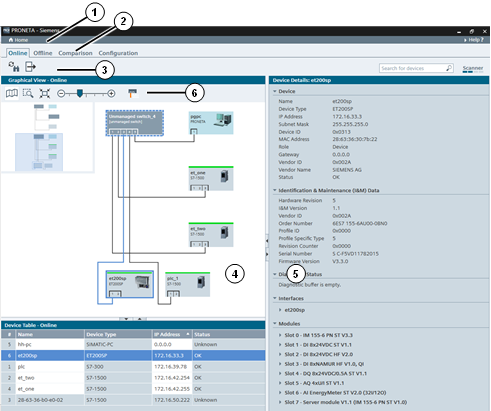 1
2
3
4
5
6
PRONETA - Siemens
Home
Help ?
Online Offline Comparison Configuration
Search for devices
Scanner
Graphical View - Online
Unmanaged switch_4
(unmanaged switch)
pgpc
PRONETA
et_one
S7-1500
et_two
S7-1500
et200sp
ET200SP
plc_1
S7-1500
Device Table - Online
# Name Device Type IP Address Status
5 hh-pc SIMATIC-PC 0.0.0.0 Unknown
6 et200sp ET200SP 172.16.33.3 OK
1 plc S7-300 172.16.39.78 OK
2 et_two S7-1500 172.16.42.254 OK
4 et_one S7-1500 172.16.42.255 OK
3 28-63-36-b0-e0-02 172.16.50.222 Unknown
Device Details: et200sp
Device
Name et200sp
Device Type ET200SP
IP Address 172.16.33.3
Subnet Mask 255.255.255.0
Device ID 0x0313
MAC Address 28:63:36:30:7b:22
Role Device
Gateway 0.0.0.0
Vendor ID 0x002A
Vendor Name SIEMENS AG
Status OK
Identification & Maintenance (I&M) Data
Hardware Revision 5
I&M Version 1.1
Vendor ID 0x002A
Order Number 6ES7 155-6AU00-0BN0
Profile ID 0x0000
Profile Specific Type 5
Revision Counter 0x0000
Serial Number S C-F5VD11782015
Firmware Version V3.3.0
Status
Diagnostic buffer is empty.
Interfaces
et200sp
Modules
Slot 0 - IM 155-6 PN ST V3.3
Slot 1 - DI 8x24VDC ST V1.1
Slot 2 - DI 8x24VDC HF V2.0
Slot 3 - DI 8xNAMUR HF V1.0, QI
Slot 4 - DQ 8x24VDC/0.5A ST V1.1
Slot 5 - AQ 4xU/I ST V1.1
Slot 6 - AI EnergyMeter ST V2.0 (32I/12O)
Slot 7 - Server module V1.1 (IM 155-6 PN ST V1.0)